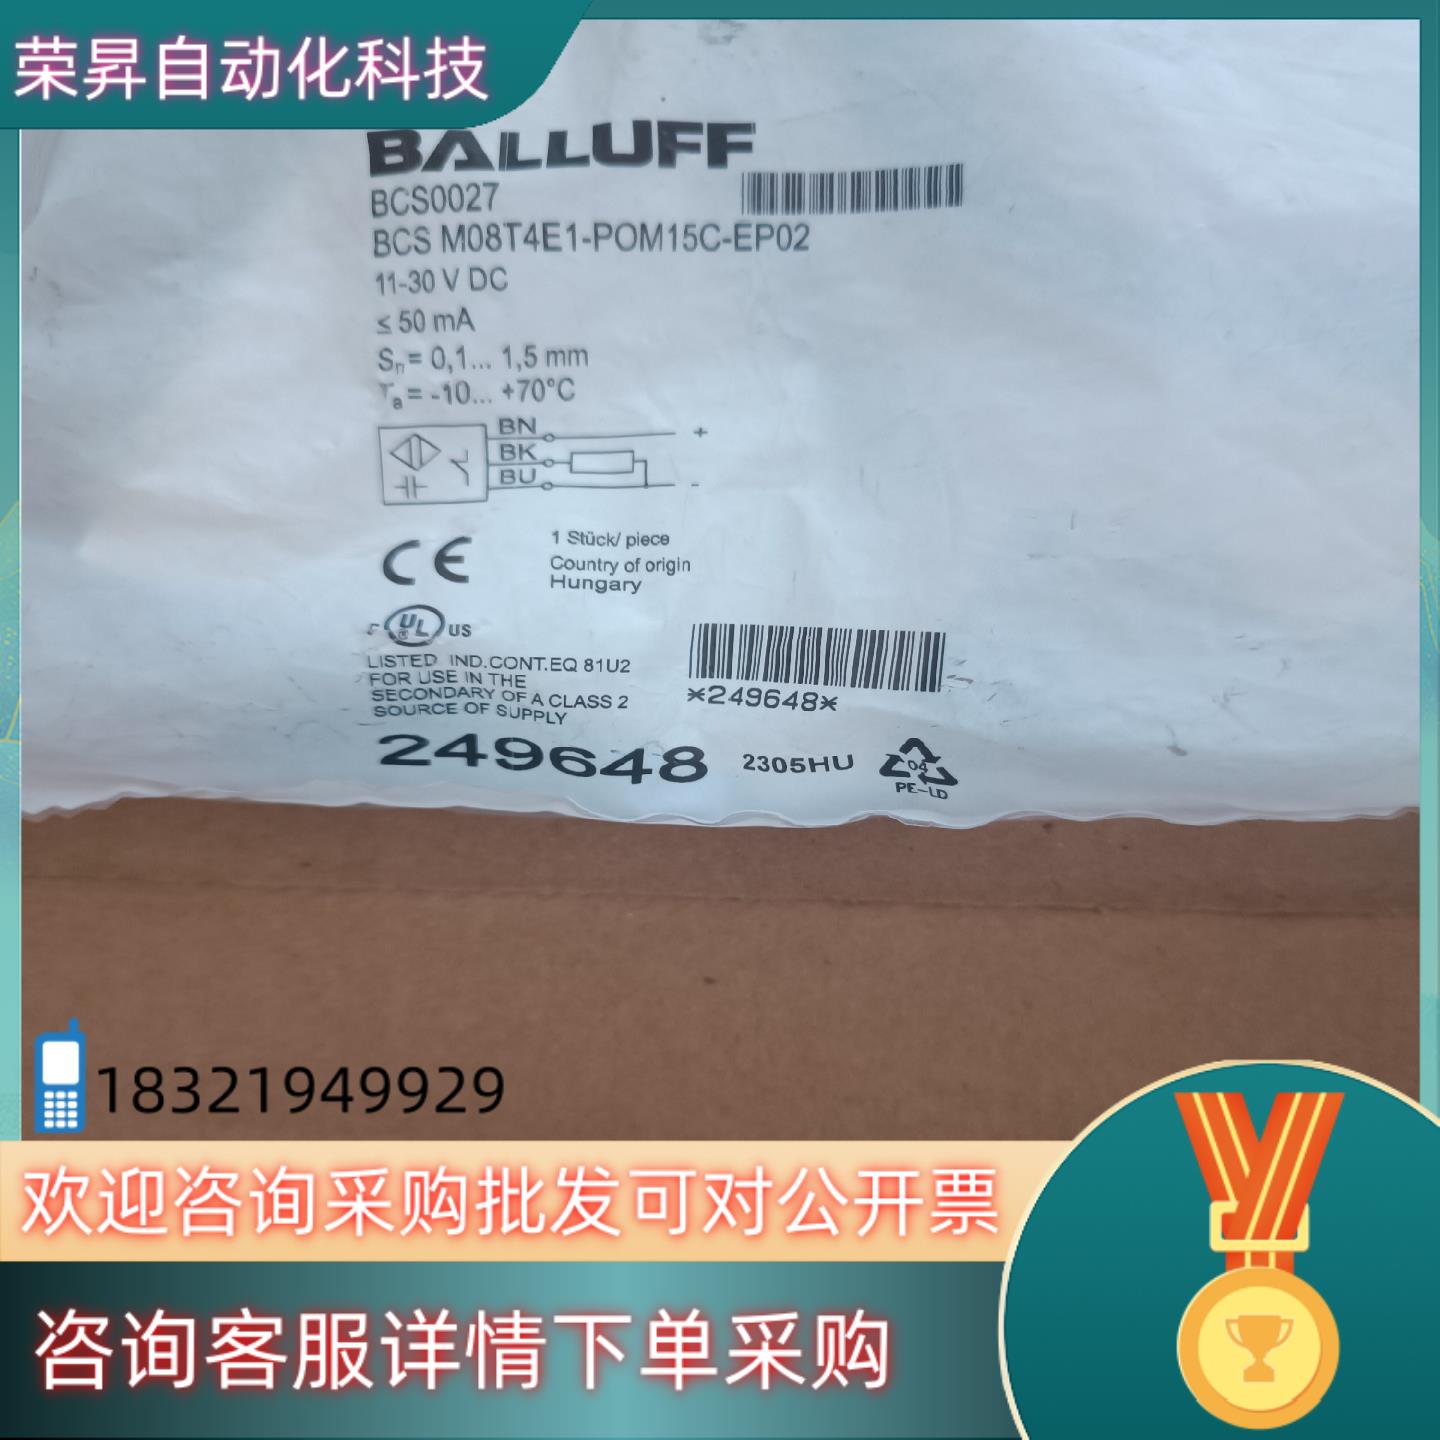 荣昇自动化科技
BALLUFF
BCS0027
BCS M08T4E1-POM15C-EP02
11-30 V DC
≤ 50 mA
Sn = 0,1... 1,5 mm
Ta = -10... +70°C
BN
+
BK
BU
-
CE
1 Stück/ piece
Country of origin
Hungary
c UL US
®
LISTED IND.CONT.EQ 81U2
FOR USE IN THE
SECONDARY OF A CLASS 2
SOURCE OF SUPPLY
*249648*
249648
2305HU
04
PE-LD
18321949929
欢迎咨询采购批发可对公开票
咨询客服详情下单采购